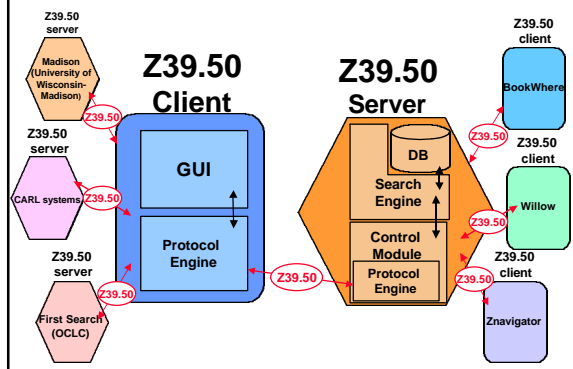 Z39.50
server
Madison
(University of
Wisconsin-
Madison)
Z39.50
Z39.50
server
CARL systems
Z39.50
Z39.50
server
First Search
(OCLC)
Z39.50
Z39.50
Client
GUI
Protocol
Engine
Z39.50
Z39.50
Server
DB
Search
Engine
Control
Module
Protocol
Engine
Z39.50
client
BookWhere
Z39.50
Z39.50
client
Willow
Z39.50
Z39.50
client
Znavigator
Z39.50